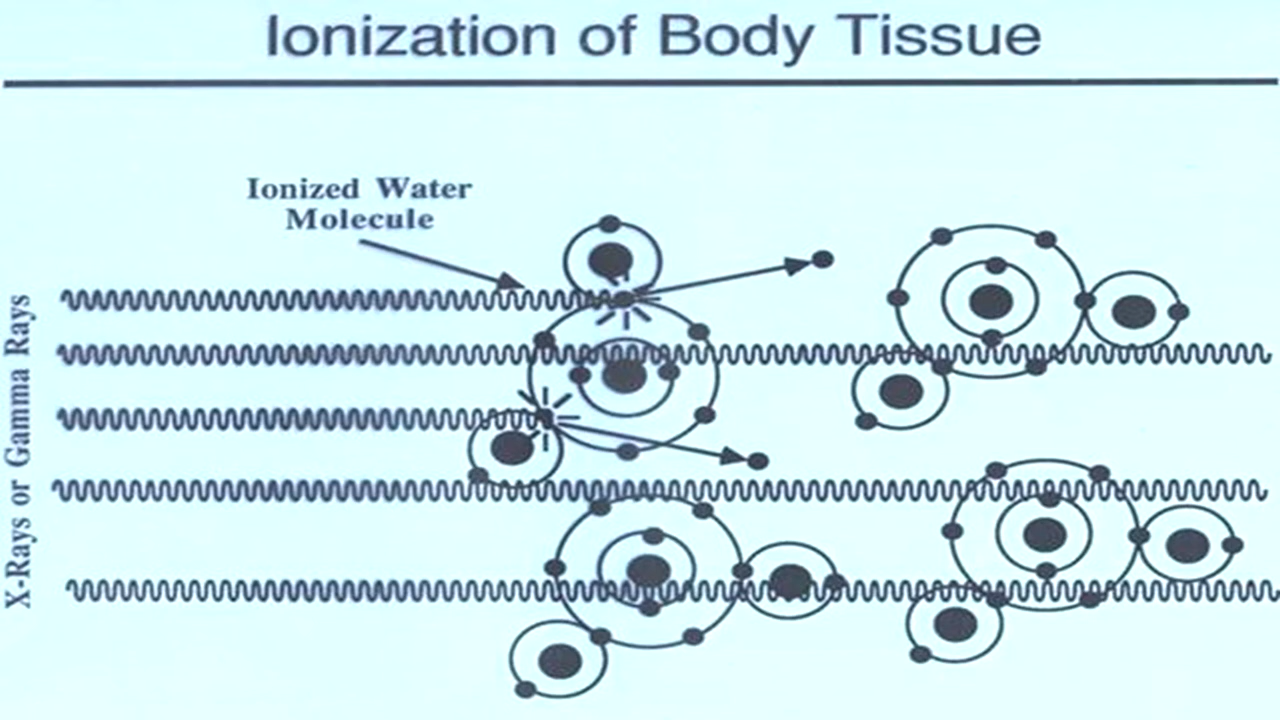 Ionization of Body Tissue
Ionized Water
Molecule
X-Rays or Gamma Rays